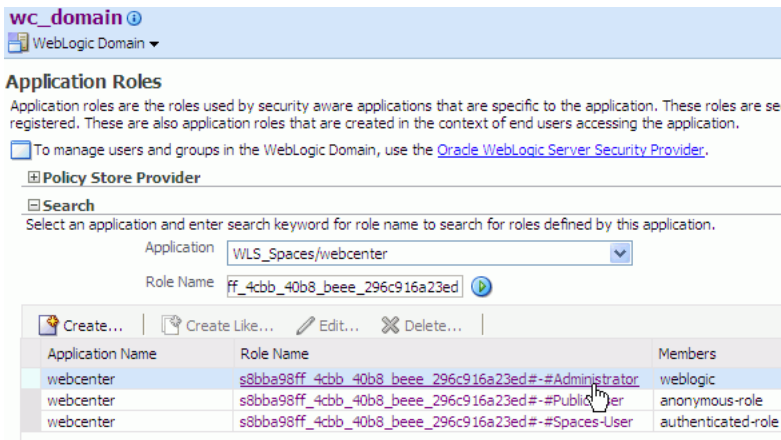 wc_domain
WebLogic Domain
Application Roles
Application roles are the roles used by security aware applications that are specific to the application. These roles are se
registered. These are also application roles that are created in the context of end users accessing the application.
To manage users and groups in the WebLogic Domain, use the Oracle WebLogic Server Security Provider.
Policy Store Provider
Search
Select an application and enter search keyword for role name to search for roles defined by this application.
Application WLS_Spaces/webcenter
Role Name ff_4cbb_40b8_beee_296c916a23ed
Create... Create Like... Edit... Delete...
Application Name Role Name Members
webcenter s8bba98ff_4cbb_40b8_beee_296c916a23ed#-#Administrator weblogic
webcenter s8bba98ff_4cbb_40b8_beee_296c916a23ed#-#Public er anonymous-role
webcenter s8bba98ff_4cbb_40b8_beee_296c916a23ed#-#Spaces-User authenticated-role